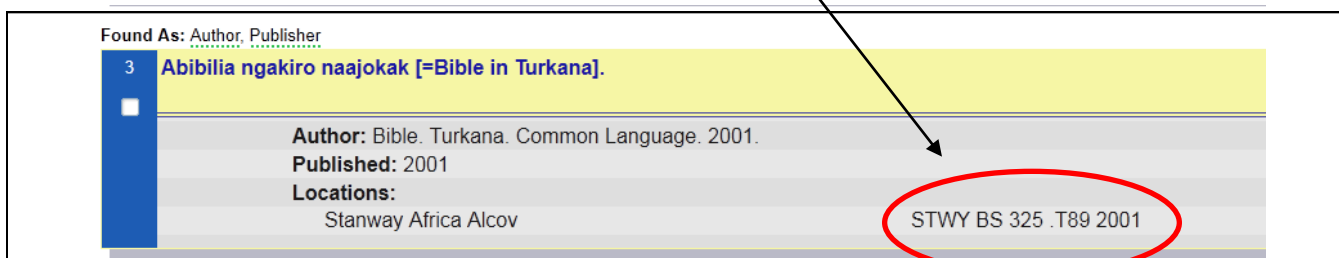 Found As: Author, Publisher
3 Abibilia ngakiro naajokak [=Bible in Turkana].
Author: Bible. Turkana. Common Language. 2001.
Published: 2001
Locations:
Stanway Africa Alcov STWY BS 325 .T89 2001